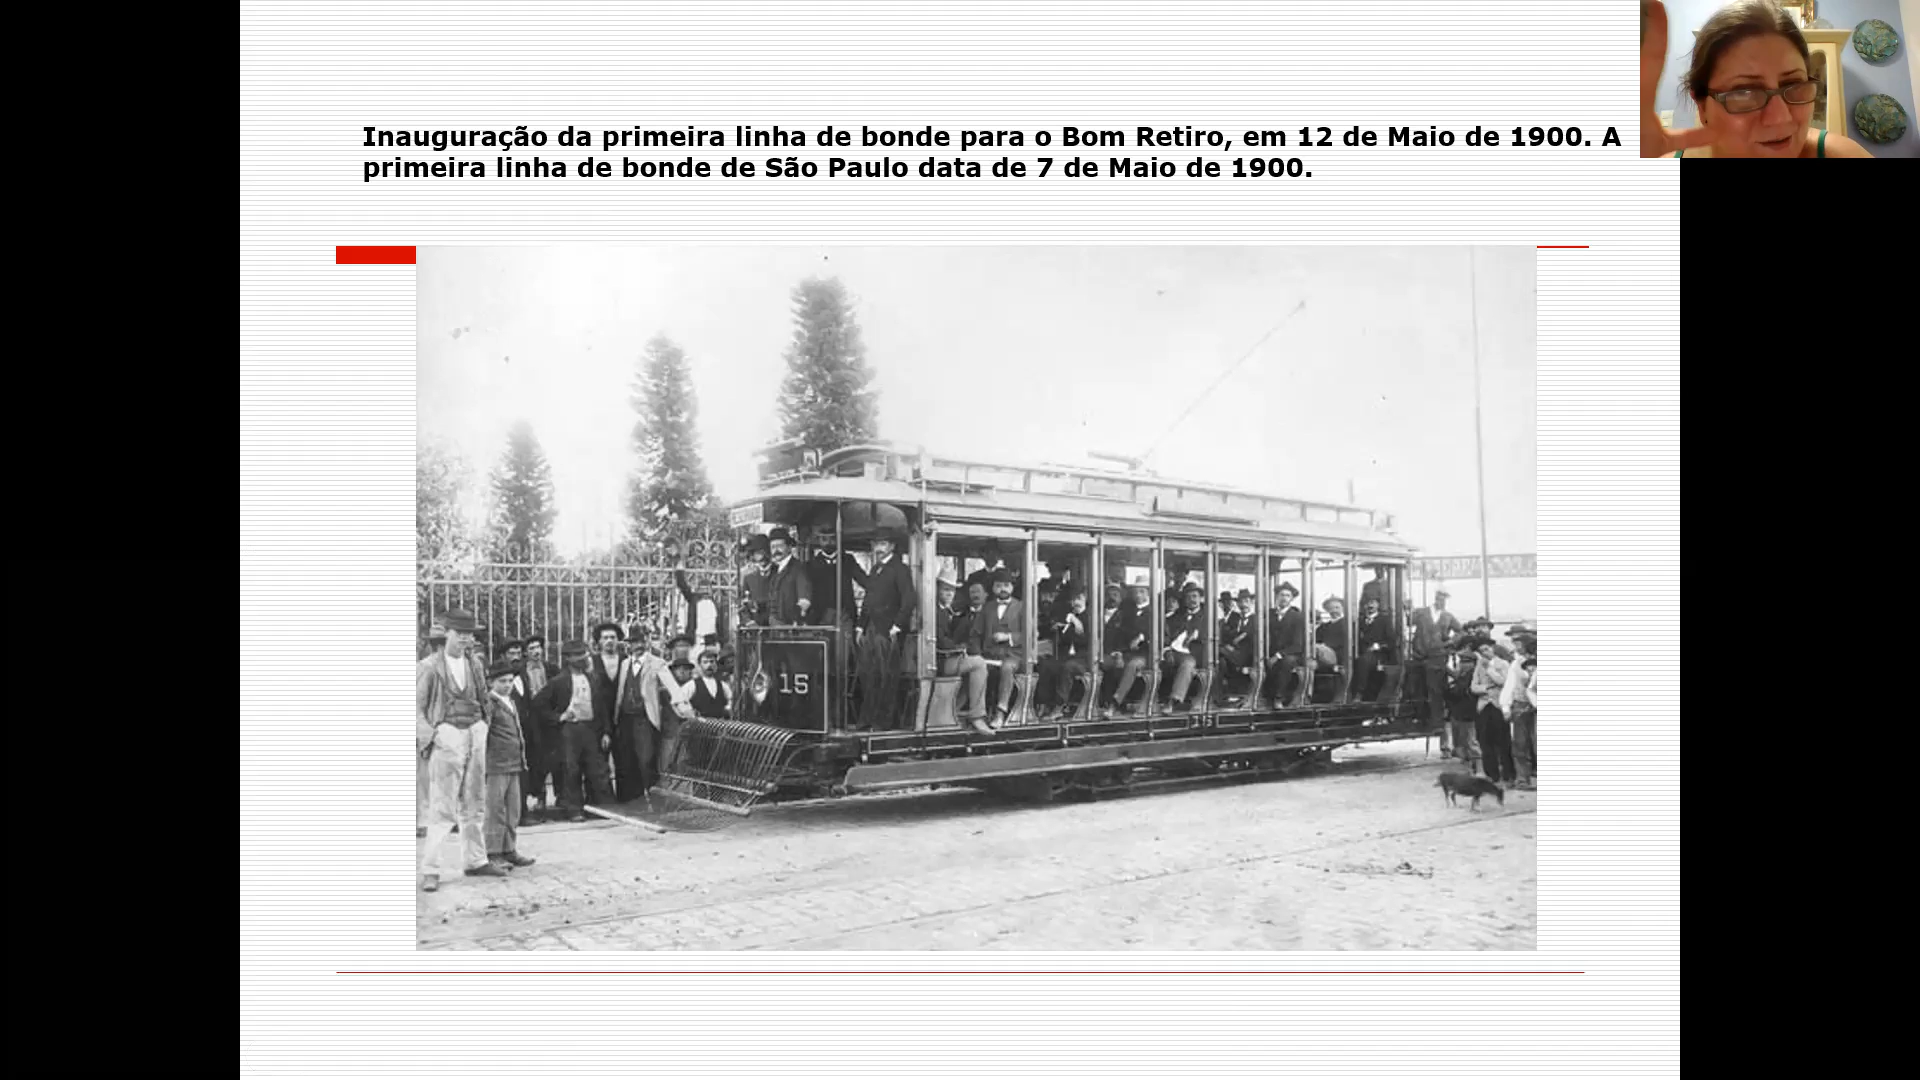 Inauguração da primeira linha de bonde para o Bom Retiro, em 12 de Maio de 1900. A
primeira linha de bonde de São Paulo data de 7 de Maio de 1900.
15
15